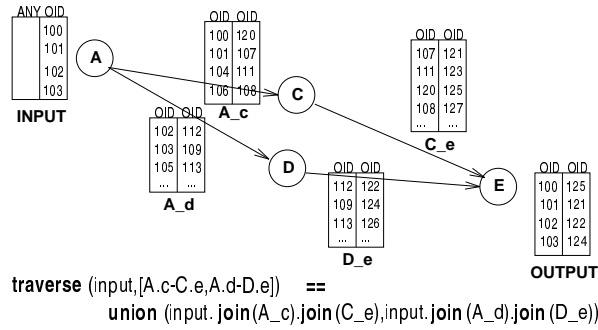 ANY OID
100
101
102
103
INPUT
A
OID OID
100 120
101 107
104 111
106 108
A_c
C
OID OID
107 121
111 123
120 125
108 127
... ...
C_e
OID OID
102 112
103 109
105 113
... ...
A_d
D
OID OID
112 122
109 124
113 126
... ...
D_e
E
OID OID
100 125
101 121
102 122
103 124
OUTPUT
traverse (input,[A.c-C.e,A.d-D.e]) ==
union (input. join (A_c). join (C_e),input. join (A_d). join (D_e))